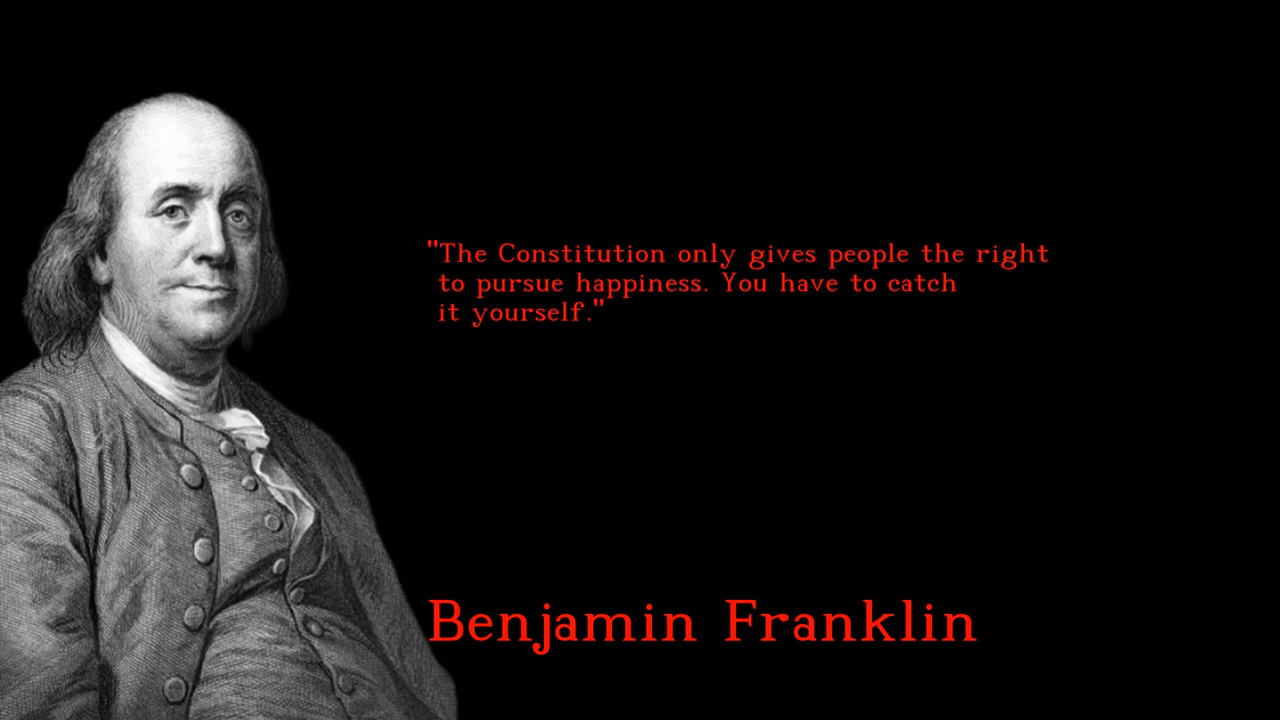 "The Constitution only gives people the right
to pursue happiness. You have to catch
it yourself."
Benjamin Franklin